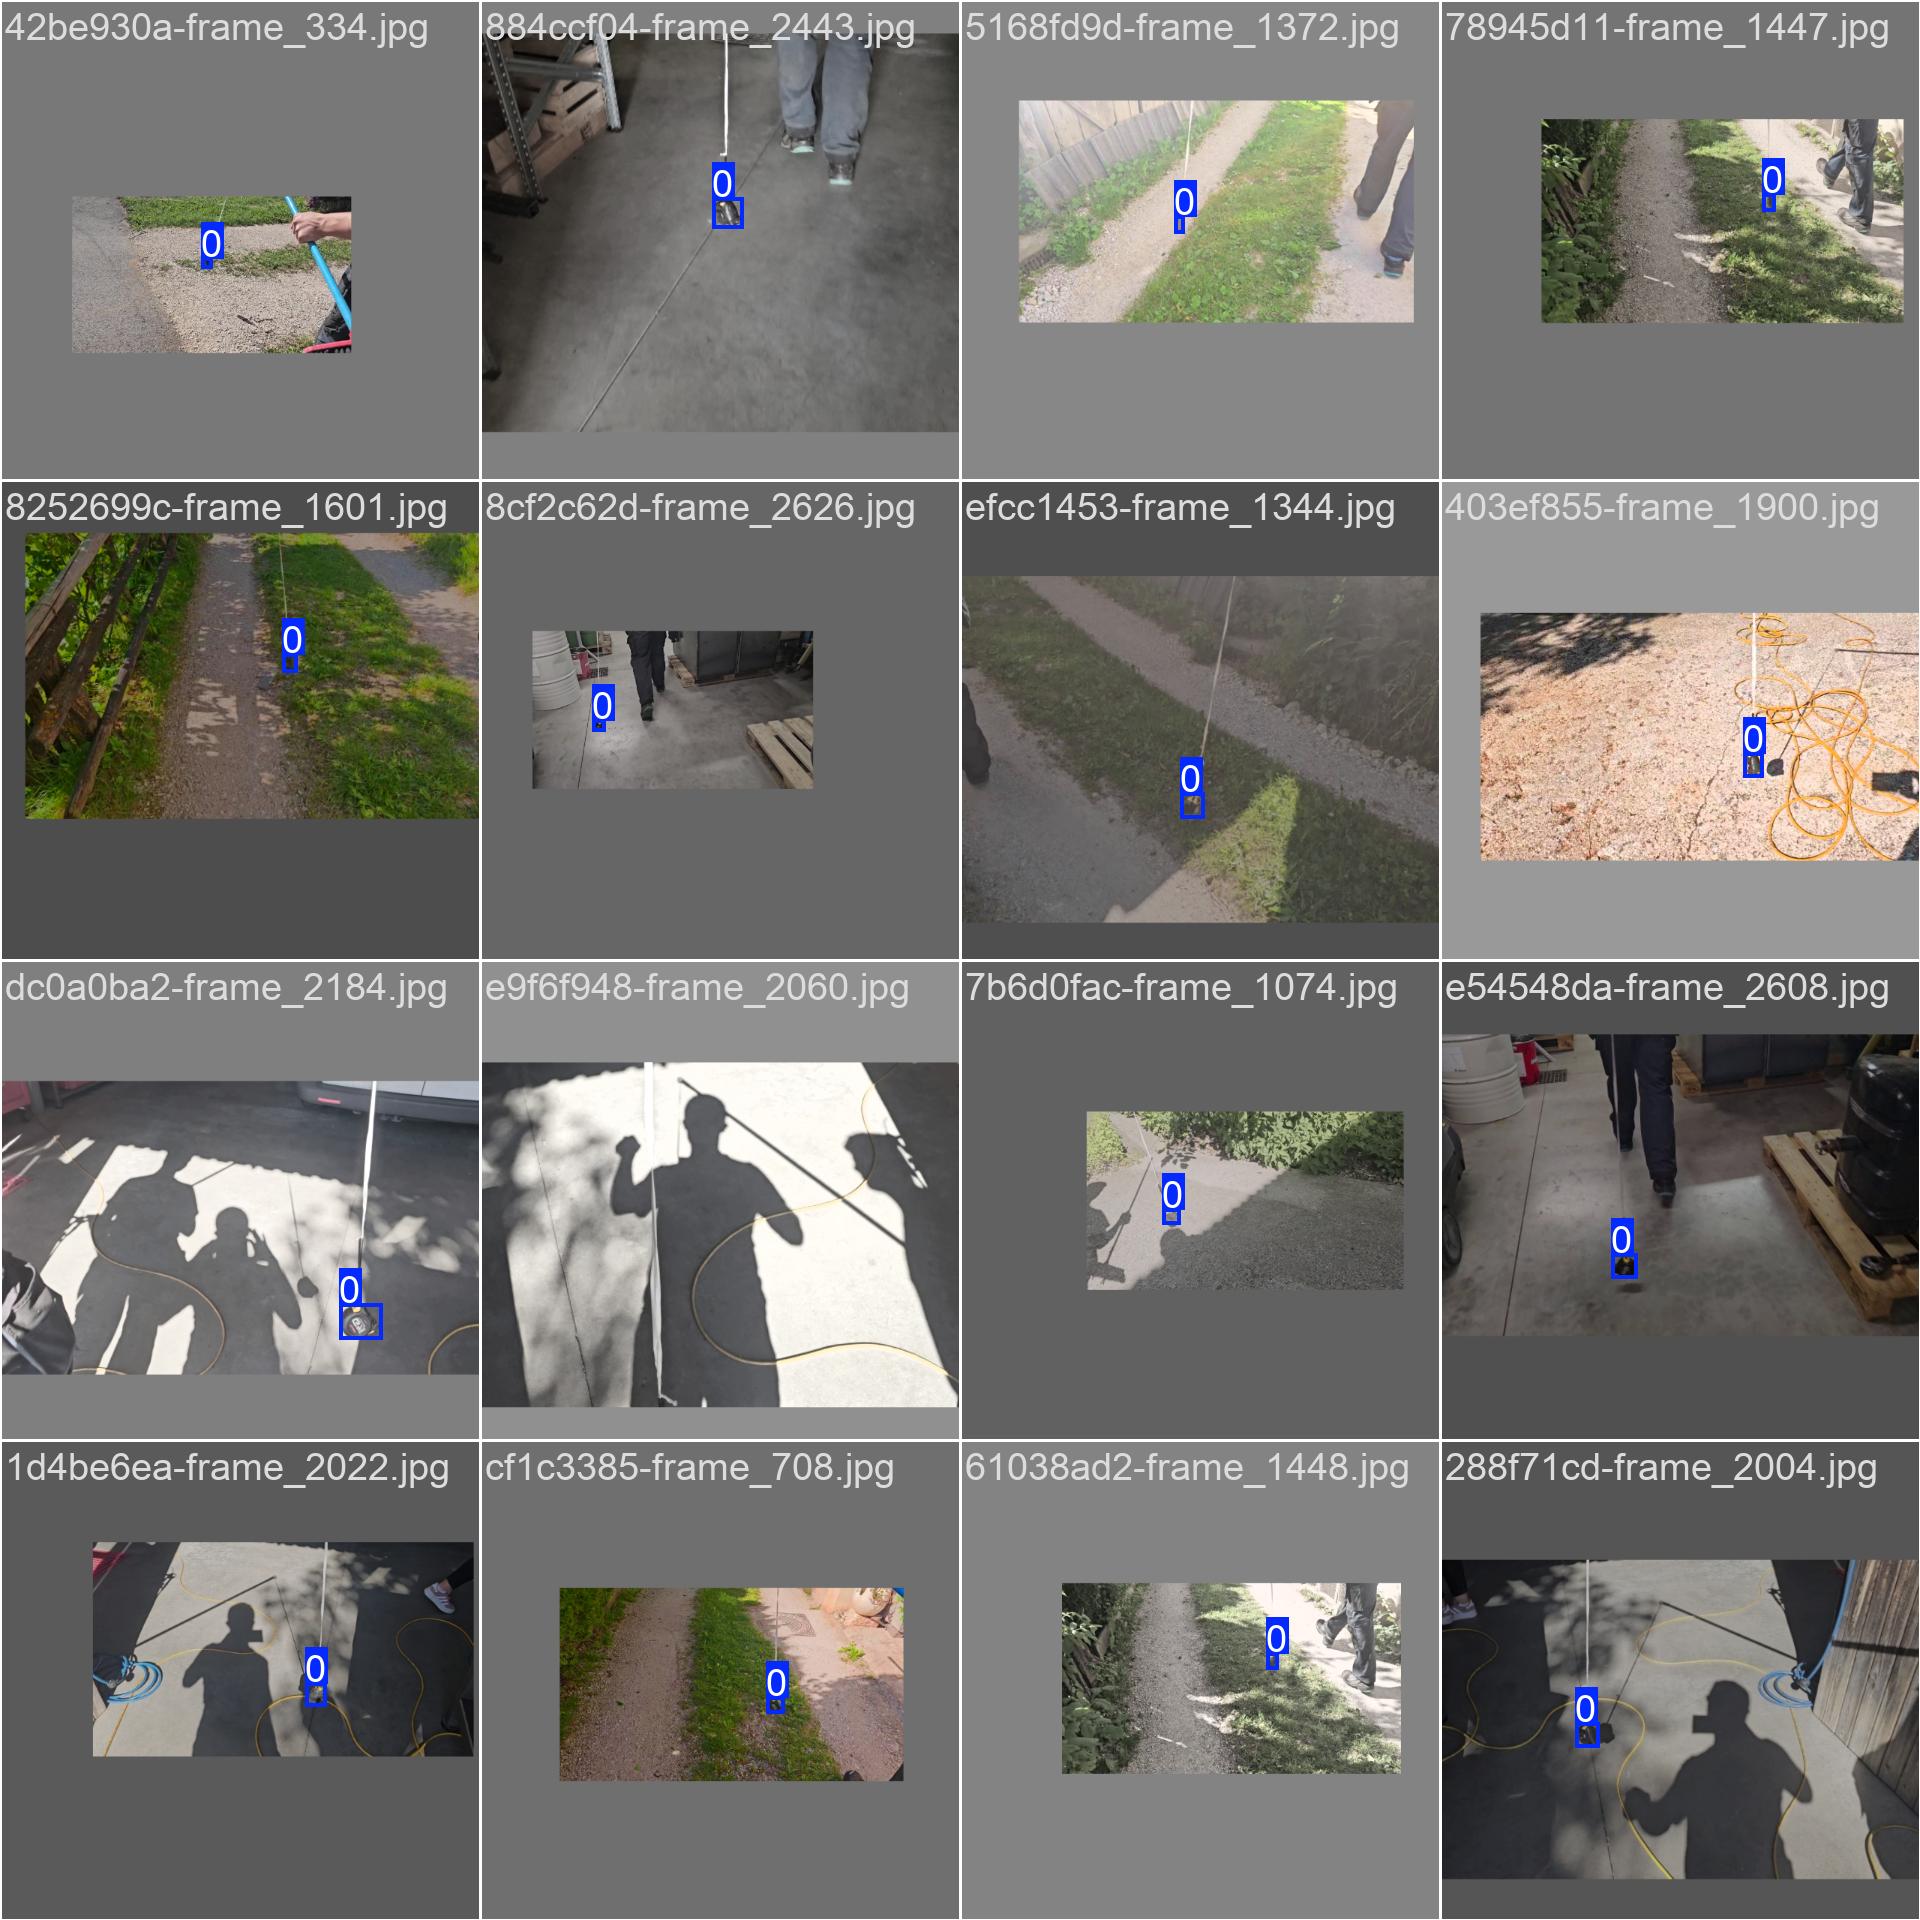 42be930a-frame_334.jpg
884ccf04-frame_2443.jpg
5168fd9d-frame_1372.jpg
78945d11-frame_1447.jpg
0
0
0
0
8252699c-frame_1601.jpg
8cf2c62d-frame_2626.jpg
efcc1453-frame_1344.jpg
403ef855-frame_1900.jpg
0
0
0
0
dc0a0ba2-frame_2184.jpg
e9f6f948-frame_2060.jpg
7b6d0fac-frame_1074.jpg
e54548da-frame_2608.jpg
0
0
0
1d4be6ea-frame_2022.jpg
cf1c3385-frame_708.jpg
61038ad2-frame_1448.jpg
288f71cd-frame_2004.jpg
0
0
0
0